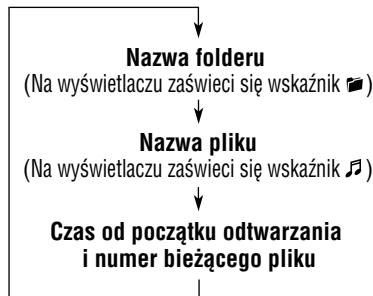 Nazwa folderu
(Na wyświetlaczu zaświeci się wskaźnik 📁)
Nazwa pliku
(Na wyświetlaczu zaświeci się wskaźnik 🎵)
Czas od początku odtwarzania
i numer bieżącego pliku